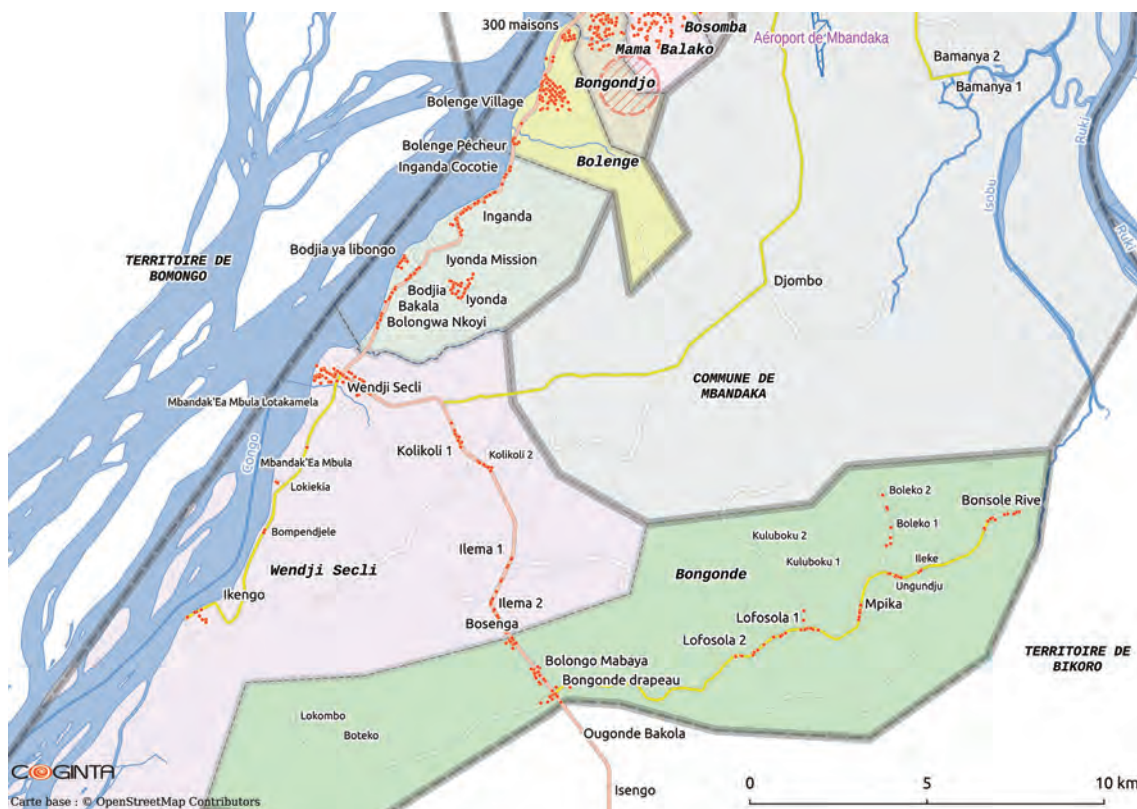 300 maisons
Bosomba
Mama Balako
Aéroport de Mbandaka
Bamanya 2
Bamanya 1
Bongondjo
Bolenge Village
Ruki
Bolenge Pêcheur
Bolenge
Inganda Cocotie
Isobu
Inganda
Ruki
TERRITOIRE DE
BOMONGO
Bodjia ya libongo
Iyonda Mission
Bodjia
Iyonda
Bakala
Bolongwa Nkoyi
Djombo
COMMUNE DE
MBANDAKA
Wendji Secli
Mbandak'Ea Mbula Lotakamela
Congo
Kolikoli 1
Kolikoli 2
Mbandak'Ea Mbula
Lokiekia
Boleko 2
Bonsole Rive
Bompendjele
Boleko 1
Kuluboku 2
Ilema 1
Kuluboku 1
Ileke
Wendji Secli
Bongonde
Ungundju
Ikengo
Ilema 2
Mpika
Bosenga
Lofosola 1
Lofosola 2
TERRITOIRE DE
BIKORO
Bolongo Mabaya
Bongonde drapeau
Lokombo
Boteko
Ougonde Bakola
COGINTA
Isengo
0 5 10 km
Carte base : © OpenStreetMap Contributors